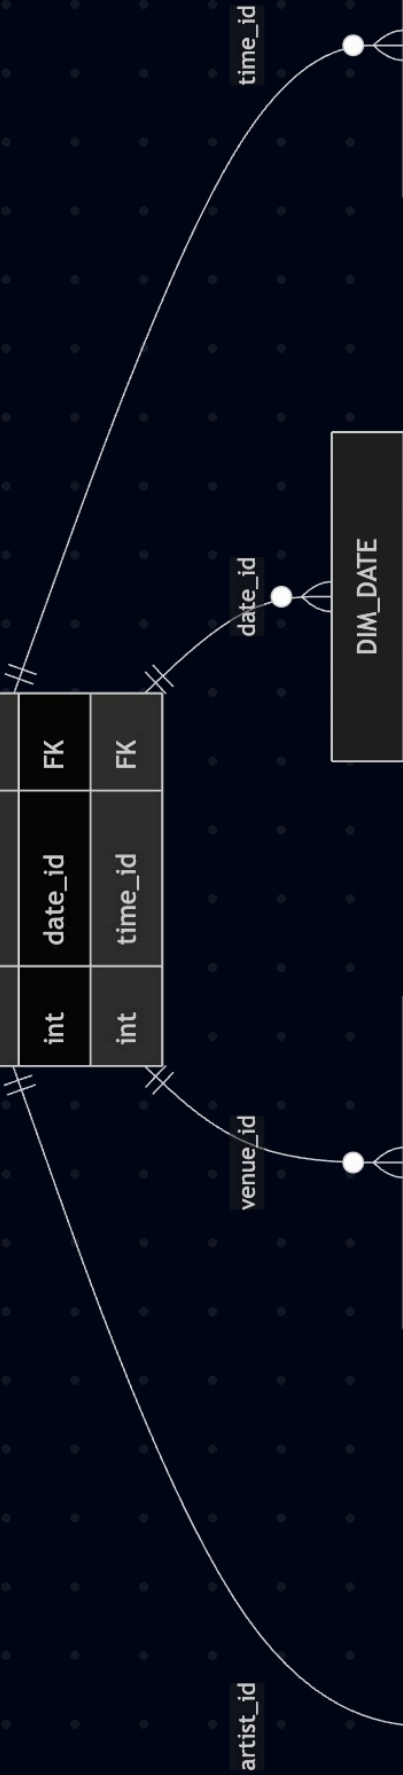 int date_id FK
int time_id FK
artist_id
venue_id
date_id
time_id
DIM_DATE